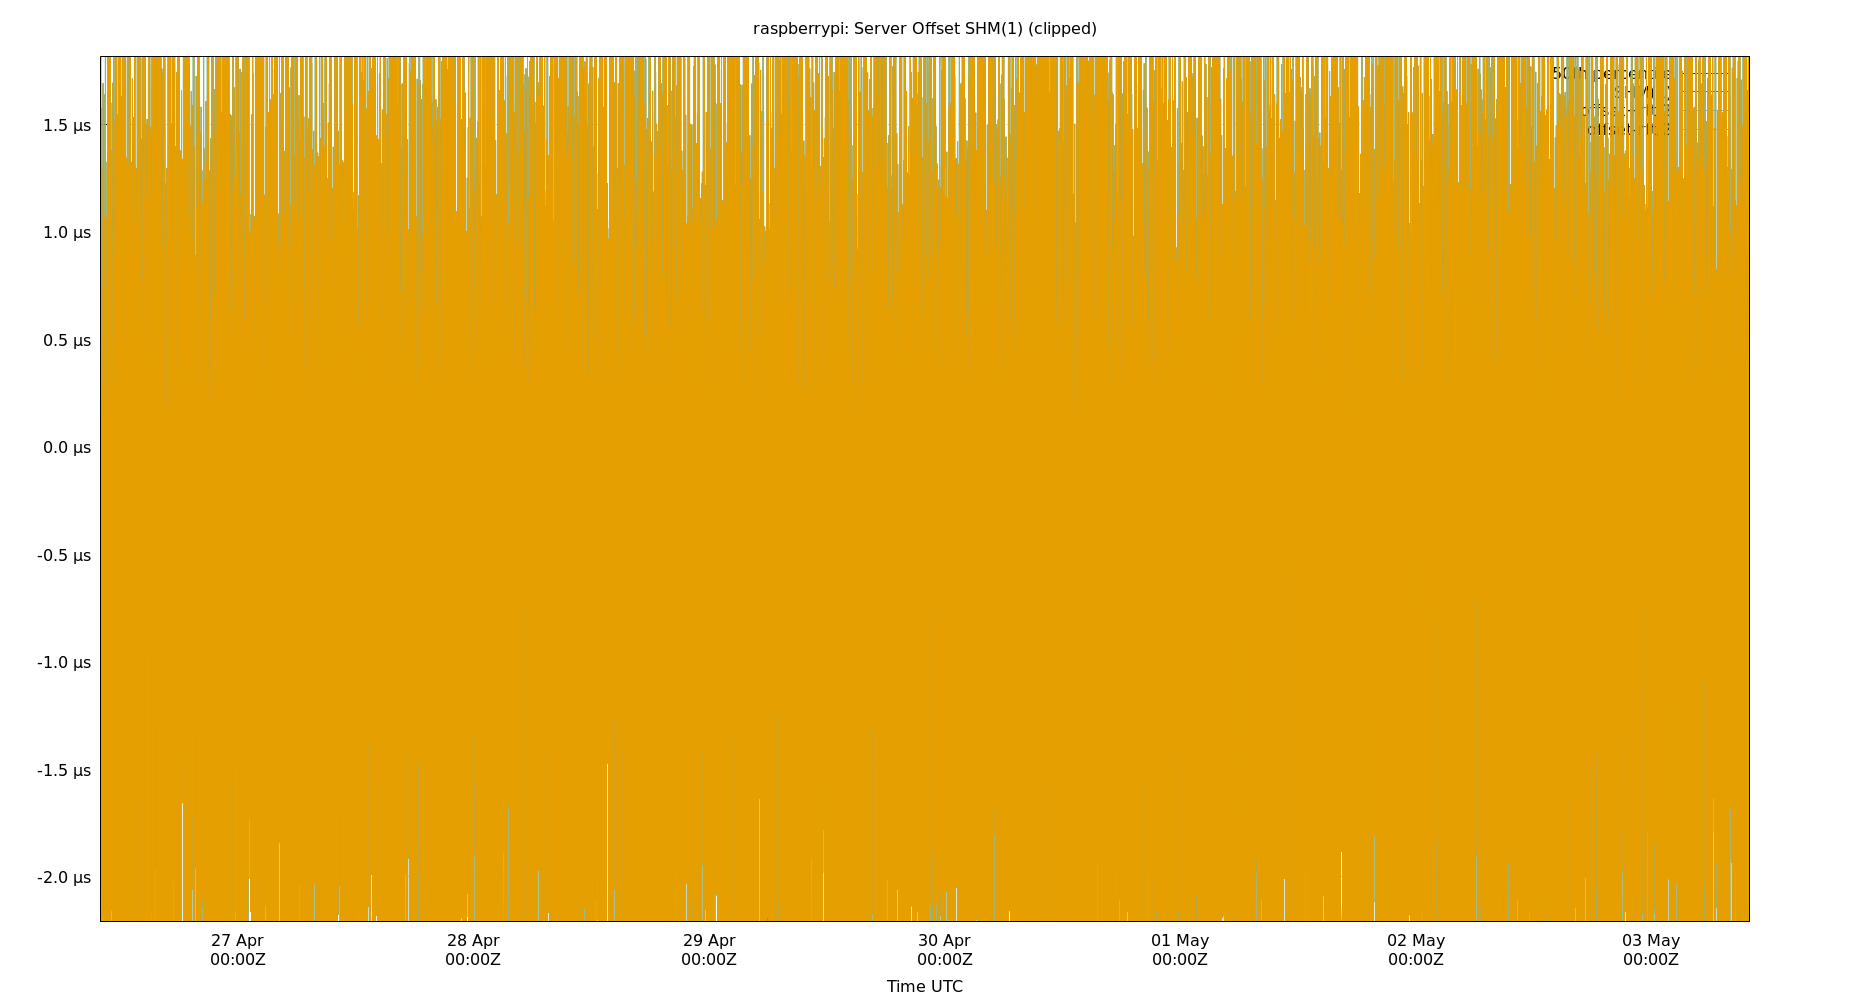 raspberrypi: Server Offset SHM(1) (clipped)
50th percentile
1.5 µs
1.0 µs
0.5 µs
0.0 µs
-0.5 µs
-1.0 µs
-1.5 µs
-2.0 µs
27 Apr
00:00Z
28 Apr
00:00Z
29 Apr
00:00Z
30 Apr
00:00Z
01 May
00:00Z
02 May
00:00Z
03 May
00:00Z
Time UTC